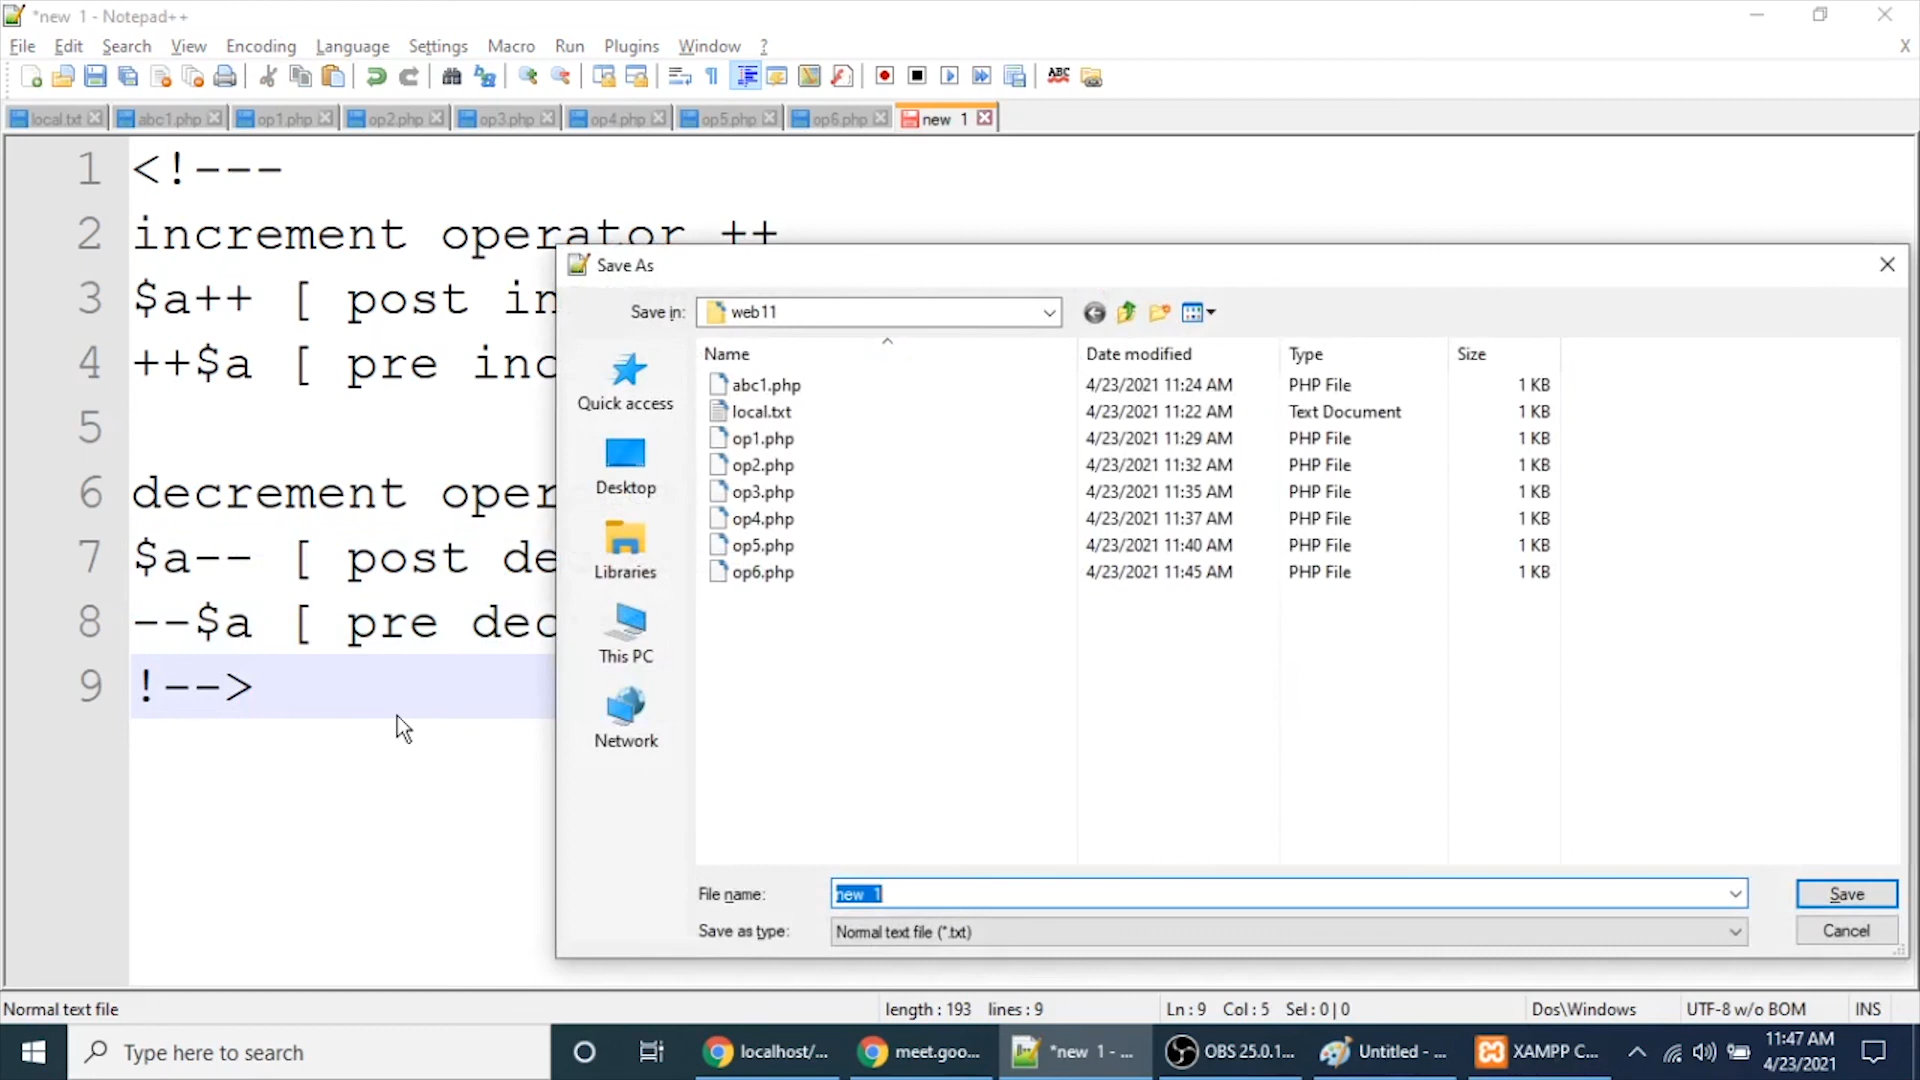 *new 1 - Notepad++
File Edit Search View Encoding Language Settings Macro Run Plugins Window ?
X
ABC
local.txt abc1.php op1.php op2.php op3.php op4.php op5.php op6.php new 1
1 <!---
2 increment operator ++
3 $a++ [ post in
4 ++$a [ pre inc
5
6 decrement oper
7 $a-- [ post de
8 --$a [ pre dec
9 !-->
Save As
Save in: web11
Name Date modified Type Size
abc1.php 4/23/2021 11:24 AM PHP File 1 KB
local.txt 4/23/2021 11:22 AM Text Document 1 KB
op1.php 4/23/2021 11:29 AM PHP File 1 KB
op2.php 4/23/2021 11:32 AM PHP File 1 KB
op3.php 4/23/2021 11:35 AM PHP File 1 KB
op4.php 4/23/2021 11:37 AM PHP File 1 KB
op5.php 4/23/2021 11:40 AM PHP File 1 KB
op6.php 4/23/2021 11:45 AM PHP File 1 KB
Quick access
Desktop
Libraries
This PC
Network
File name: new 1 Save
Save as type: Normal text file (*.txt) Cancel
Normal text file length : 193 lines : 9 Ln : 9 Col : 5 Sel : 0 | 0 Dos\Windows UTF-8 w/o BOM INS
Type here to search localhost/... meet.goo... *new 1 - ... OBS 25.0.1... Untitled - ... XAMPP C... 11:47 AM
4/23/2021